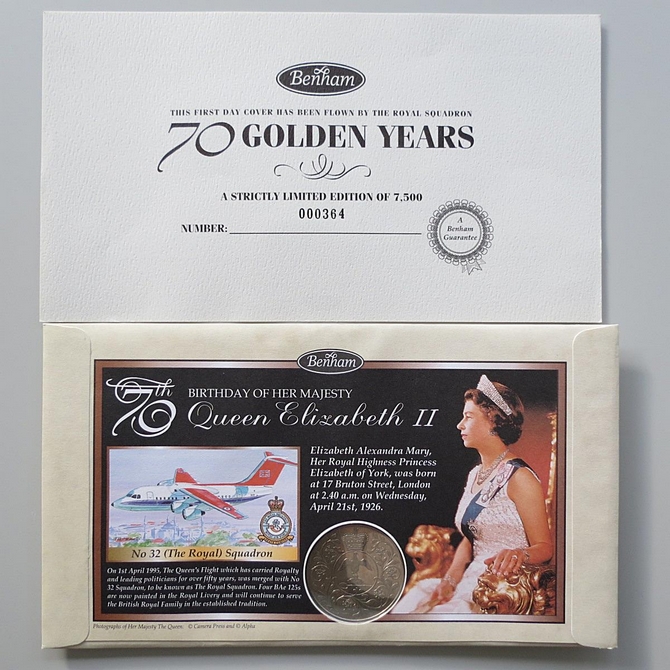 Benham
THIS FIRST DAY COVER HAS BEEN FLOWN BY THE ROYAL SQUADRON
70 GOLDEN YEARS
A STRICTLY LIMITED EDITION OF 7,500
000364
NUMBER:
A
Benham
Guarantee
Benham
70th
BIRTHDAY OF HER MAJESTY
Queen Elizabeth II
Elizabeth Alexandra Mary,
Her Royal Highness Princess
Elizabeth of York, was born
at 17 Bruton Street, London
at 2.40 a.m. on Wednesday,
April 21st, 1926.
No 32 (The Royal) Squadron
On 1st April 1995, The Queen's Flight which has carried Royalty
and leading politicians for over fifty years, was merged with No
32 Squadron, to be known as The Royal Squadron. Four BAe 125s
are now painted in the Royal Livery and will continue to serve
the British Royal Family in the established tradition.
Photographs of Her Majesty The Queen: © Camera Press and © Alpha